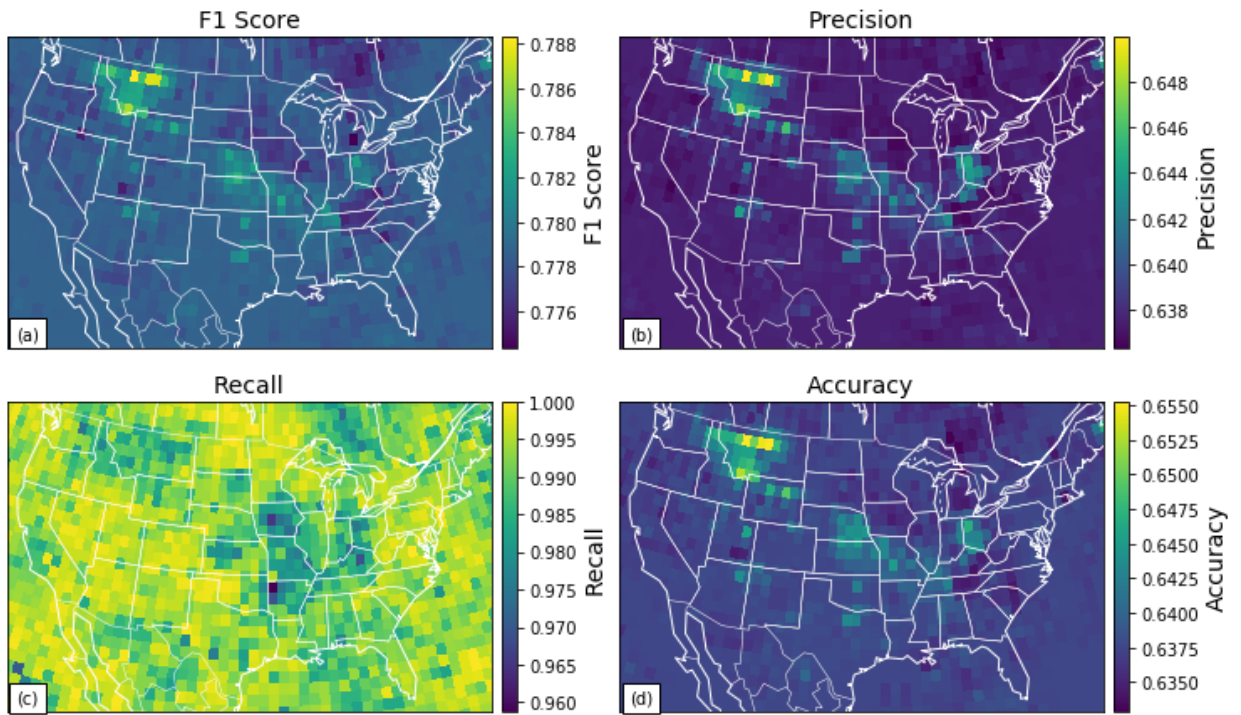 F1 Score
Precision
0.788
0.786
0.784
0.782
0.780
0.778
0.776
F1 Score
(a)
0.648
0.646
0.644
0.642
0.640
0.638
Precision
(b)
Recall
Accuracy
1.000
0.995
0.990
0.985
0.980
0.975
0.970
0.965
0.960
Recall
(c)
0.6550
0.6525
0.6500
0.6475
0.6450
0.6425
0.6400
0.6375
0.6350
Accuracy
(d)